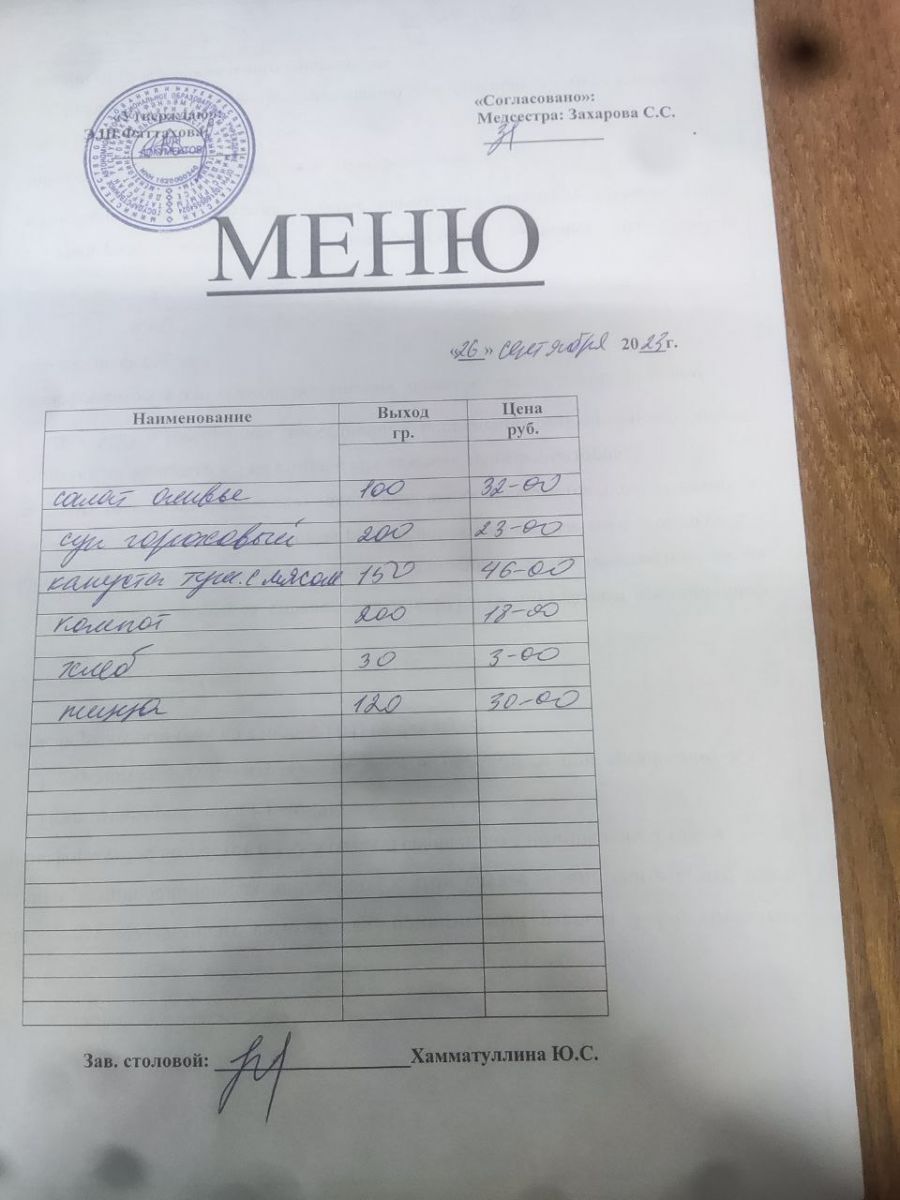 «Утверждаю»:
Э.Ш.Фаттахова
«Согласовано»:
Медсестра: Захарова С.С.
МЕНЮ
«26» сентября 2023г.
Наименование Выход гр. Цена руб.
салат оливье 100 32-00
суп гороховый 200 23-00
капуста туш. с мясом 150 46-00
компот 200 18-00
хлеб 30 3-00
пицца 120 30-00
Зав. столовой: Хамматуллина Ю.С.